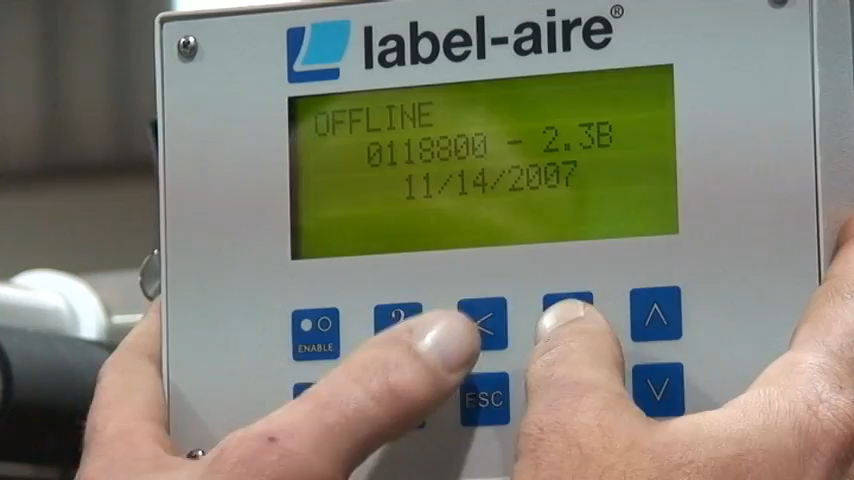 label-aire®
OFFLINE
0118800 - 2.3B
11/14/2007
ENABLE
?
ESC